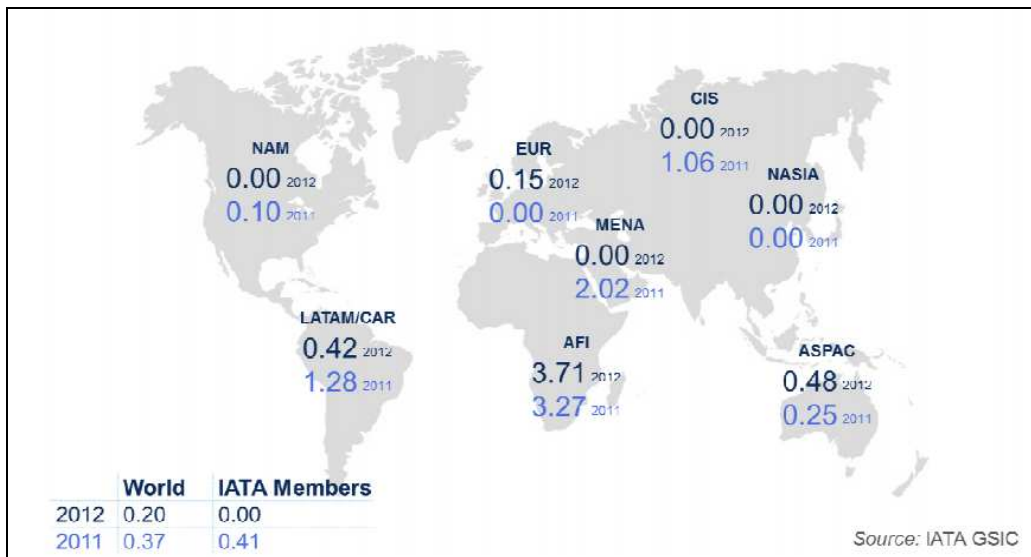 CIS
0.00 2012
1.06 2011
NAM
0.00 2012
0.10 2011
EUR
0.15 2012
0.00 2011
NASIA
0.00 2012
0.00 2011
MENA
0.00 2012
2.02 2011
LATAM/CAR
0.42 2012
1.28 2011
AFI
3.71 2012
3.27 2011
ASPAC
0.48 2012
0.25 2011
World IATA Members
2012 0.20 0.00
2011 0.37 0.41
Source: IATA GSIC